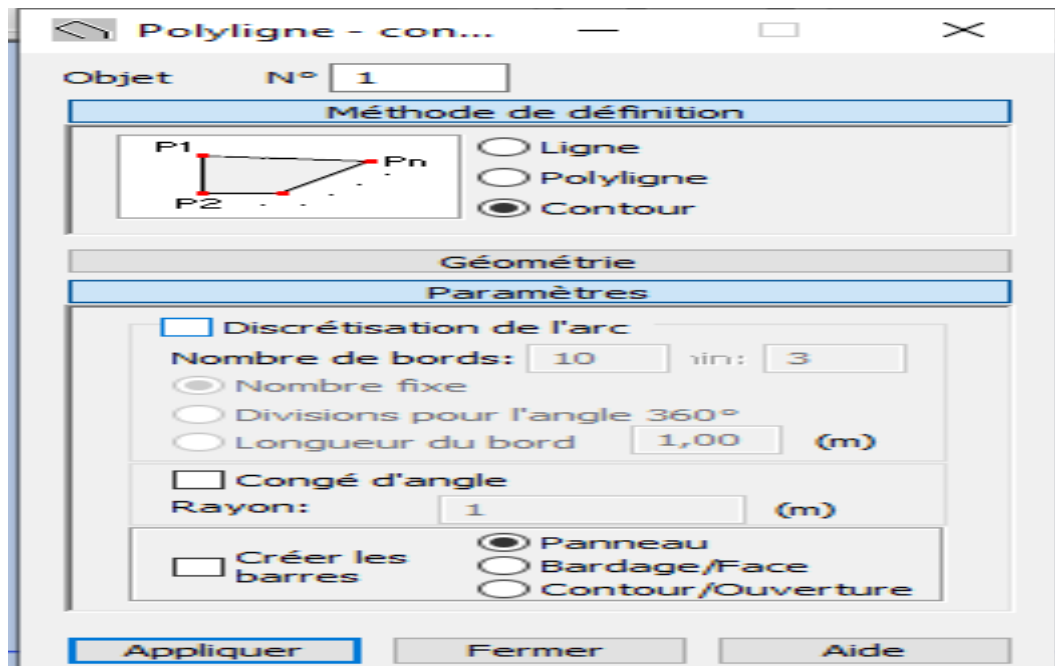 Polyligne - con...
Objet N° 1
Méthode de définition
P1 Pn P2
Ligne
Polyligne
Contour
Géométrie
Paramètres
Discrétisation de l'arc
Nombre de bords: 10 3
Nombre fixe
Divisions pour l'angle 360°
Longueur du bord 1,00 (m)
Congé d'angle
Rayon: 1 (m)
Créer les barres
Panneau
Bardage/Face
Contour/Ouverture
Appliquer Fermer Aide